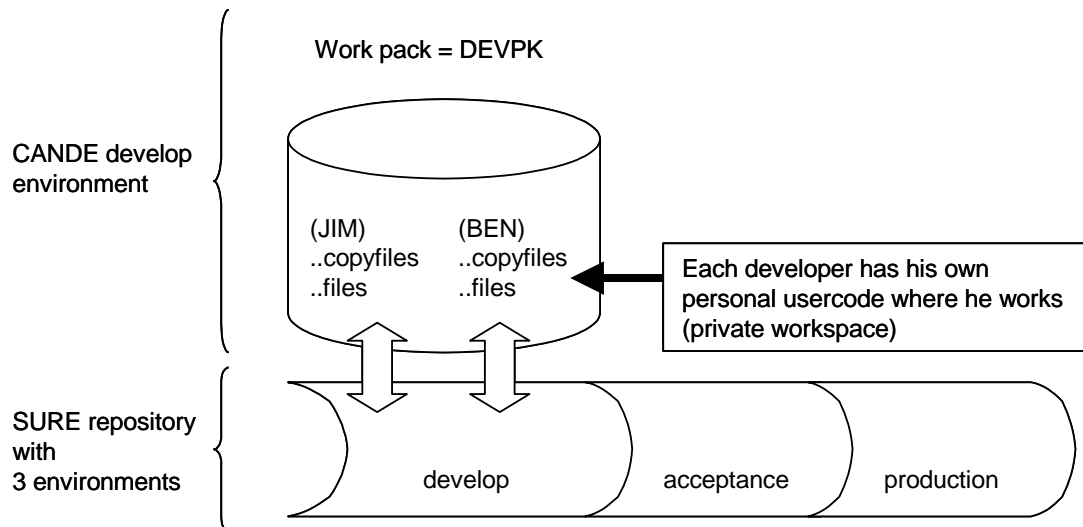 Work pack = DEVPK
CANDE develop
environment
(JIM)
..copyfiles
..files
(BEN)
..copyfiles
..files
Each developer has his own
personal usercode where he works
(private workspace)
SURE repository
with
3 environments
develop
acceptance
production